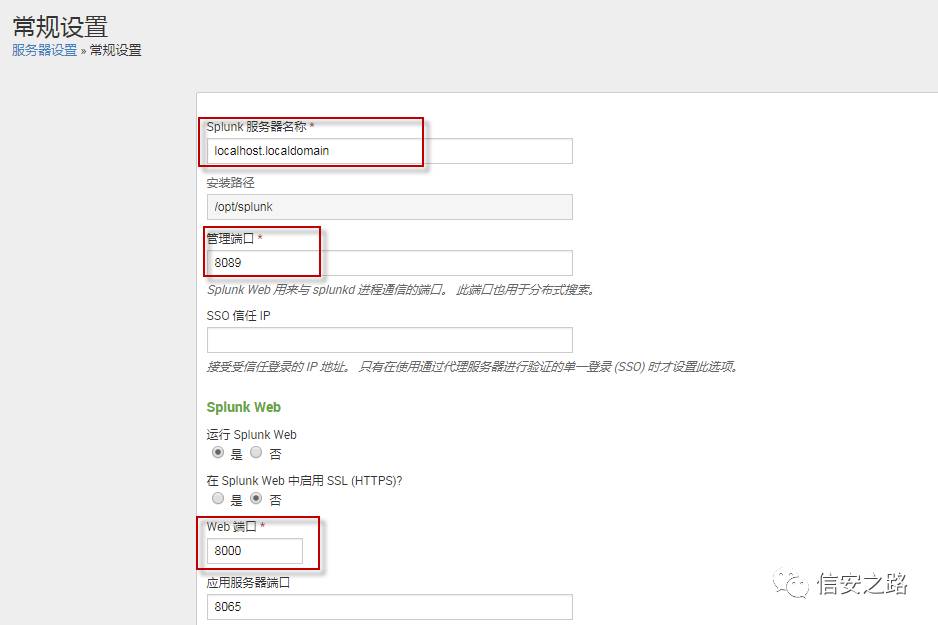 常规设置
服务器设置 » 常规设置
Splunk 服务器名称 *
localhost.localdomain
安装路径
/opt/splunk
管理端口 *
8089
Splunk Web 用来与 splunkd 进程通信的端口。 此端口也用于分布式搜索。
SSO 信任 IP
接受受信任登录的 IP 地址。 只有在使用通过代理服务器进行验证的单一登录 (SSO) 时才设置此选项。
Splunk Web
运行 Splunk Web
是 否
在 Splunk Web 中启用 SSL (HTTPS)?
是 否
Web 端口 *
8000
应用服务器端口
8065
信安之路